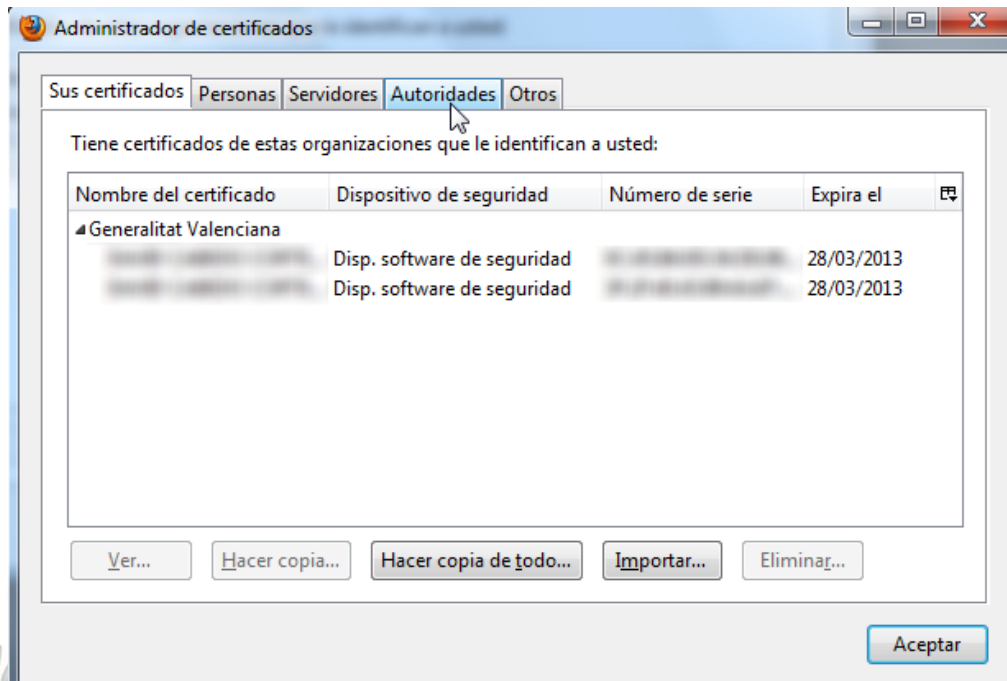 Administrador de certificados
Sus certificados Personas Servidores Autoridades Otros
Tiene certificados de estas organizaciones que le identifican a usted:
Nombre del certificado Dispositivo de seguridad Número de serie Expira el
Generalitat Valenciana
Disp. software de seguridad 28/03/2013
Disp. software de seguridad 28/03/2013
Ver... Hacer copia... Hacer copia de todo... Importar... Eliminar...
Aceptar